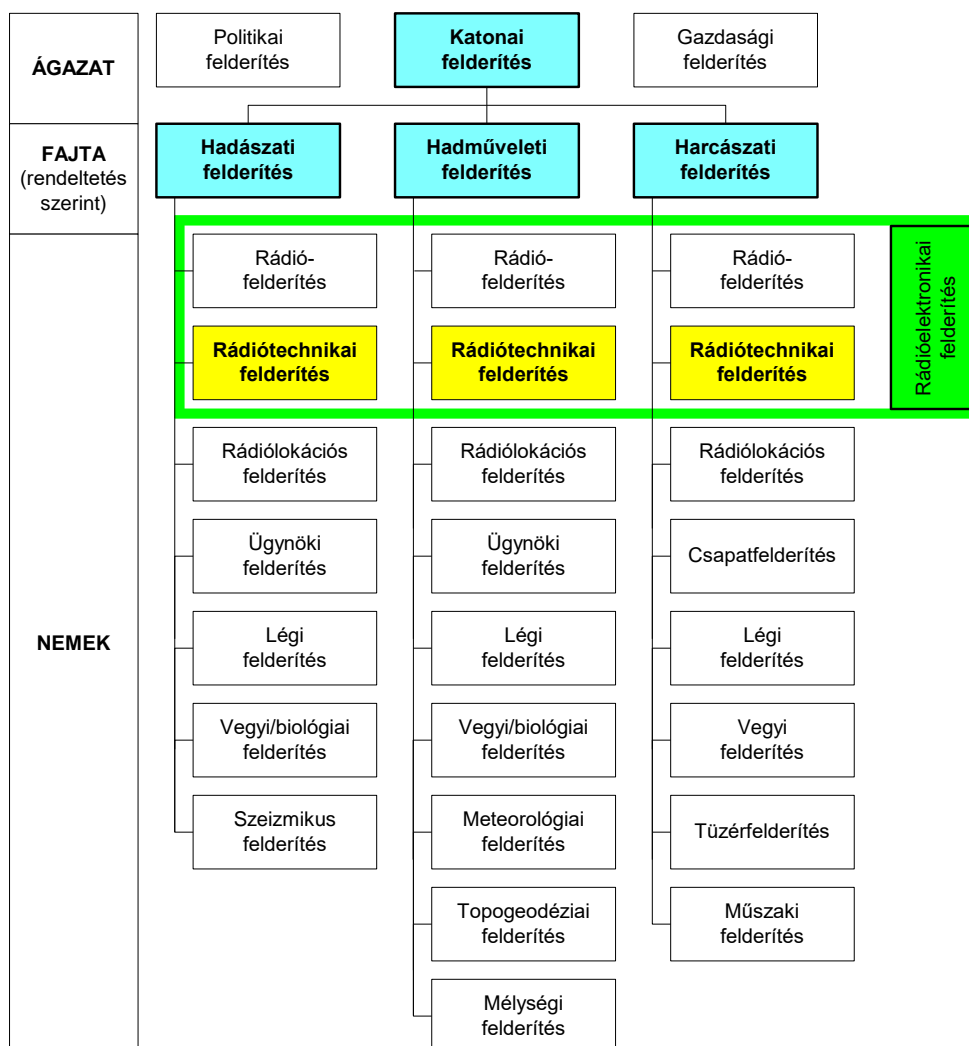 ÁGAZAT
Politikai
felderítés
Katonai
felderítés
Gazdasági
felderítés
FAJTA
(rendeltetés
szerint)
Hadászati
felderítés
Hadműveleti
felderítés
Harcászati
felderítés
NEMEK
Rádió-
felderítés
Rádió-
felderítés
Rádió-
felderítés
Rádióelektronikai
felderítés
Rádiótechnikai
felderítés
Rádiótechnikai
felderítés
Rádiótechnikai
felderítés
Rádiólokációs
felderítés
Rádiólokációs
felderítés
Rádiólokációs
felderítés
Ügynöki
felderítés
Ügynöki
felderítés
Csapatfelderítés
Légi
felderítés
Légi
felderítés
Légi
felderítés
Vegyi/biológiai
felderítés
Vegyi/biológiai
felderítés
Vegyi
felderítés
Szeizmikus
felderítés
Meteorológiai
felderítés
Tüzérfelderítés
Topogeodéziai
felderítés
Műszaki
felderítés
Mélységi
felderítés